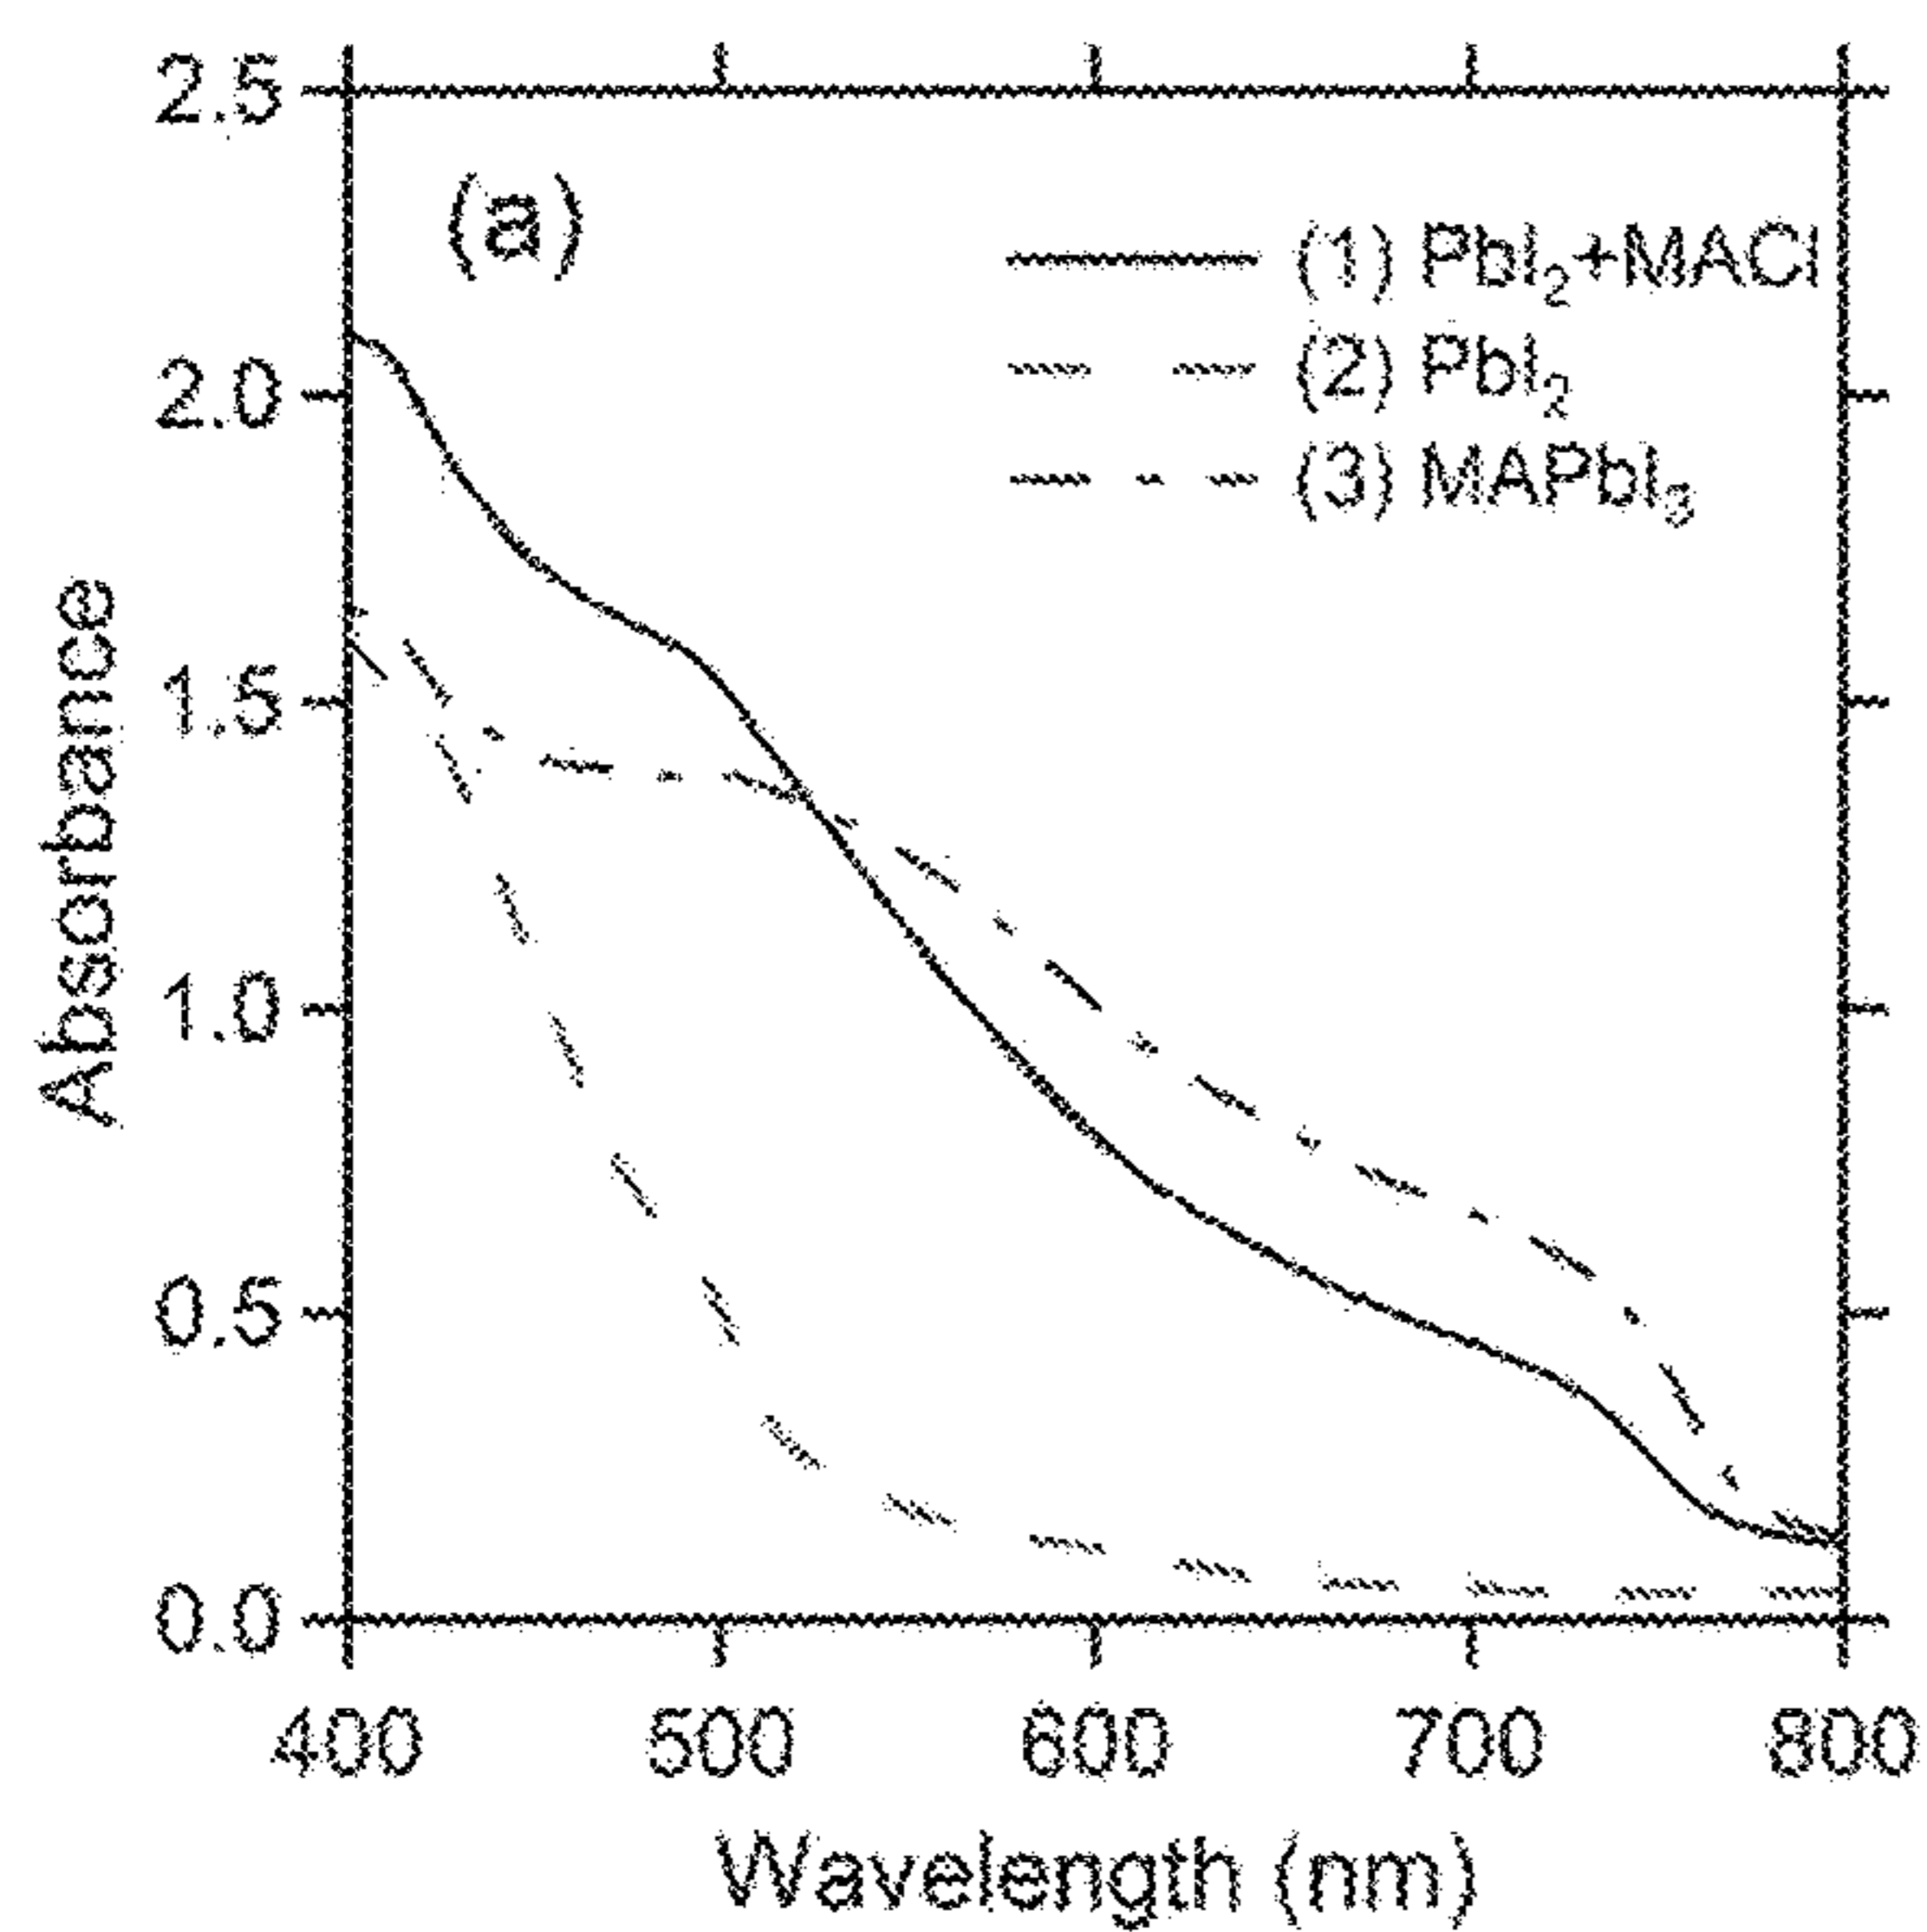 2.5
(a)
(1) PbI₂+MACl
2.0
(2) PbI₂
(3) MAPbI₃
Absorbance
1.5
1.0
0.5
0.0
400 500 600 700 800
Wavelength (nm)